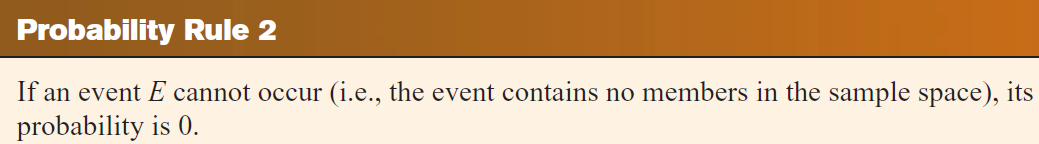 Probability Rule 2
If an event E cannot occur (i.e., the event contains no members in the sample space), its
probability is 0.